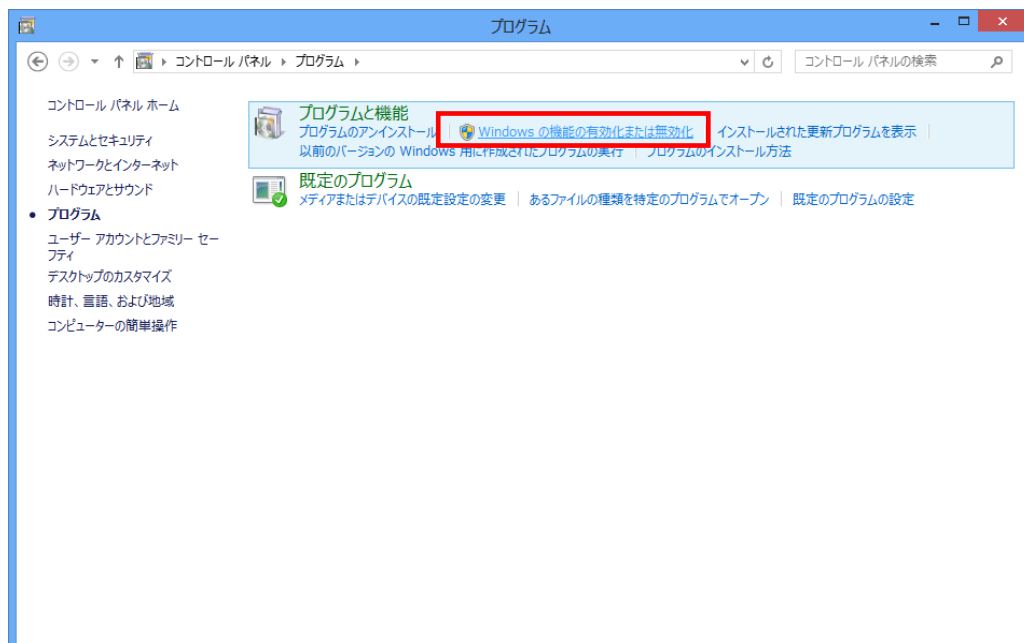 プログラム
コントロール パネル プログラム
コントロール パネルの検索
コントロール パネル ホーム
システムとセキュリティ
ネットワークとインターネット
ハードウェアとサウンド
プログラム
ユーザー アカウントとファミリー セー
フティ
デスクトップのカスタマイズ
時計、言語、および地域
コンピューターの簡単操作
プログラムと機能
プログラムのアンインストール Windows の機能の有効化または無効化 インストールされた更新プログラムを表示
以前のバージョンの Windows 用に作成されたプログラムの実行 プログラムのインストール方法
既定のプログラム
メディアまたはデバイスの既定設定の変更 あるファイルの種類を特定のプログラムでオープン 既定のプログラムの設定